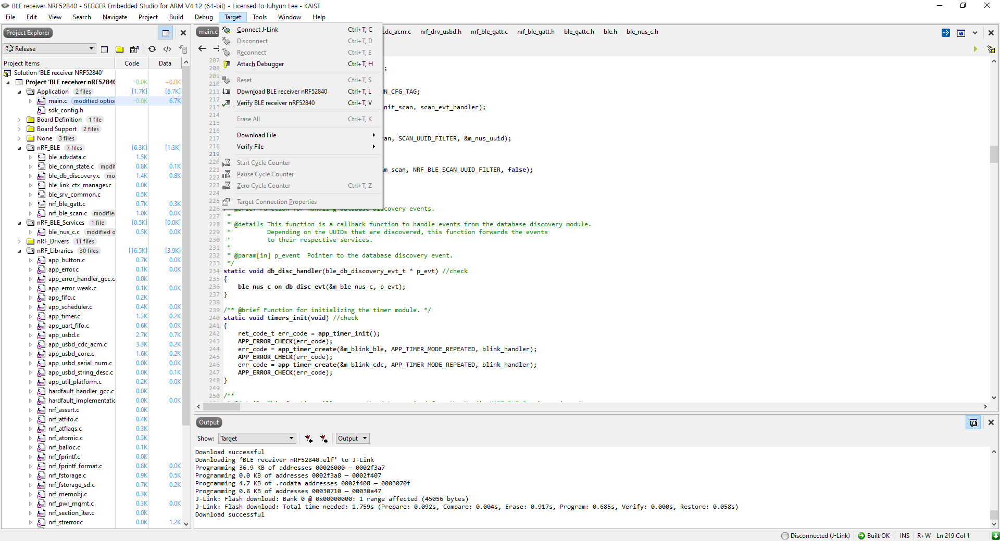 BLE receiver NRF52840 - SEGGER Embedded Studio for ARM V4.12 (64-bit) - Licensed to Juhyun Lee - KAIST
File Edit View Search Navigate Project Build Debug Target Tools Window Help
Project Explorer
Release
Project Items Code Data
Solution ‘BLE receiver NRF52840’
Project ‘BLE receiver nRF52840 -0.0K +0.0K
Application 2 files [1.7K] [6.7K]
main.c modified optio -0.0K 6.7K
sdk_config.h
Board Definition 1 file
Board Support 2 files
None 3 files
nRF_BLE 7 files [6.3K] [1.3K]
ble_advdata.c 1.5K
ble_conn_state.c modif 0.8K 0.1K
ble_db_discovery.c mo 1.4K 0.8K
ble_link_ctx_manager.c 0.0K
ble_srv_common.c 0.5K
nrf_ble_gatt.c 0.7K 0.3K
nrf_ble_scan.c modifie 1.0K 0.0K
nRF_BLE_Services 1 file [0.5K] [0.0K]
ble_nus_c.c modified o 0.5K 0.0K
nRF_Drivers 11 files
nRF_Libraries 30 files [16.5K] [3.9K]
app_button.c 0.7K 0.0K
app_error.c 0.1K 0.0K
app_error_handler_gcc.c 0.0K
app_error_weak.c 0.1K 0.0K
app_fifo.c 0.2K
app_scheduler.c 0.4K 0.0K
app_timer.c 1.3K 0.2K
app_uart_fifo.c 0.6K 0.0K
app_usbd.c 2.7K 0.7K
app_usbd_cdc_acm.c 3.3K 0.2K
app_usbd_core.c 1.6K 0.2K
app_usbd_serial_num.c 0.0K 0.0K
app_usbd_string_desc.c 0.0K 0.1K
app_util_platform.c 0.2K 0.0K
hardfault_handler_gcc.c 0.0K
hardfault_implementatic 0.0K 0.0K
nrf_assert.c 0.0K
nrf_atfifo.c 0.4K
nrf_atflags.c 0.3K
nrf_atomic.c 0.3K
nrf_balloc.c 0.1K
nrf_fprintf.c 0.0K
nrf_fprintf_format.c 0.8K 0.0K
nrf_fstorage.c 0.9K 0.5K
nrf_fstorage_sd.c 0.7K 0.2K
nrf_memobj.c 0.3K
nrf_pwr_mgmt.c 0.3K 0.0K
nrf_section_iter.c 0.0K
nrf_strerror.c 0.0K 1.2K
Connect J-Link Ctrl+T, C
Disconnect Ctrl+T, D
Reconnect Ctrl+T, E
Attach Debugger Ctrl+T, H
Reset Ctrl+T, S
Download BLE receiver nRF52840 Ctrl+T, L
Verify BLE receiver nRF52840 Ctrl+T, V
Erase All Ctrl+T, K
Download File
Verify File
Start Cycle Counter
Pause Cycle Counter
Zero Cycle Counter Ctrl+T, Z
Target Connection Properties
main.c cdc_acm.c nrf_drv_usbd.h nrf_ble_gatt.c nrf_ble_gatt.h ble_gattc.h ble.h ble_nus_c.h
207
208 ;
209
210
211 NN_CFG_TAG;
212
213 init_scan, scan_evt_handler);
214
215
216
217 an, SCAN_UUID_FILTER, &m_nus_uuid);
218
219
220
221 m_scan, NRF_BLE_SCAN_UUID_FILTER, false);
222
223
224
225
226 /** @brief Function for handling database discovery events.
227 *
228 * @details This function is a callback function to handle events from the database discovery module.
229 * Depending on the UUIDs that are discovered, this function forwards the events
230 * to their respective services.
231 *
232 * @param[in] p_event Pointer to the database discovery event.
233 */
234 static void db_disc_handler(ble_db_discovery_evt_t * p_evt) //check
235 {
236 ble_nus_c_on_db_disc_evt(&m_ble_nus_c, p_evt);
237 }
238
239 /** @brief Function for initializing the timer module. */
240 static void timers_init(void) //check
241 {
242 ret_code_t err_code = app_timer_init();
243 APP_ERROR_CHECK(err_code);
244 err_code = app_timer_create(&m_blink_ble, APP_TIMER_MODE_REPEATED, blink_handler);
245 APP_ERROR_CHECK(err_code);
246 err_code = app_timer_create(&m_blink_cdc, APP_TIMER_MODE_REPEATED, blink_handler);
247 APP_ERROR_CHECK(err_code);
248 }
249
250 /**
Output
Show: Target Output
Download successful
Downloading ‘BLE receiver nRF52840.elf’ to J-Link
Programming 36.9 KB of addresses 00026000 — 0002f3a7
Programming 0.0 KB of addresses 0002f3a8 — 0002f407
Programming 4.7 KB of .rodata addresses 0002f408 — 0003070f
Programming 0.8 KB of addresses 00030710 — 00030a47
J-Link: Flash download: Bank 0 @ 0x00000000: 1 range affected (45056 bytes)
J-Link: Flash download: Total time needed: 1.759s (Prepare: 0.092s, Compare: 0.004s, Erase: 0.917s, Program: 0.685s, Verify: 0.000s, Restore: 0.058s)
Download successful
Disconnected (J-Link) Built OK INS R+W Ln 219 Col 1